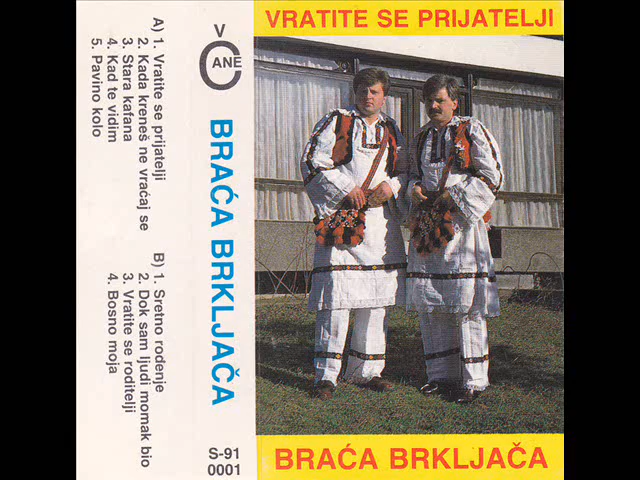 VRATITE SE PRIJATELJI
BRAĆA BRKLJAČA
V
CANE
BRAĆA BRKLJAČA
S-91
0001
A) 1. Vratite se prijatelji
2. Kada kreneš ne vraćaj se
3. Stara kafana
4. Kad te vidim
5. Pavino kolo
B) 1. Sretno rođenje
2. Dok sam ljudi momak bio
3. Vratite se roditelji
4. Bosno moja